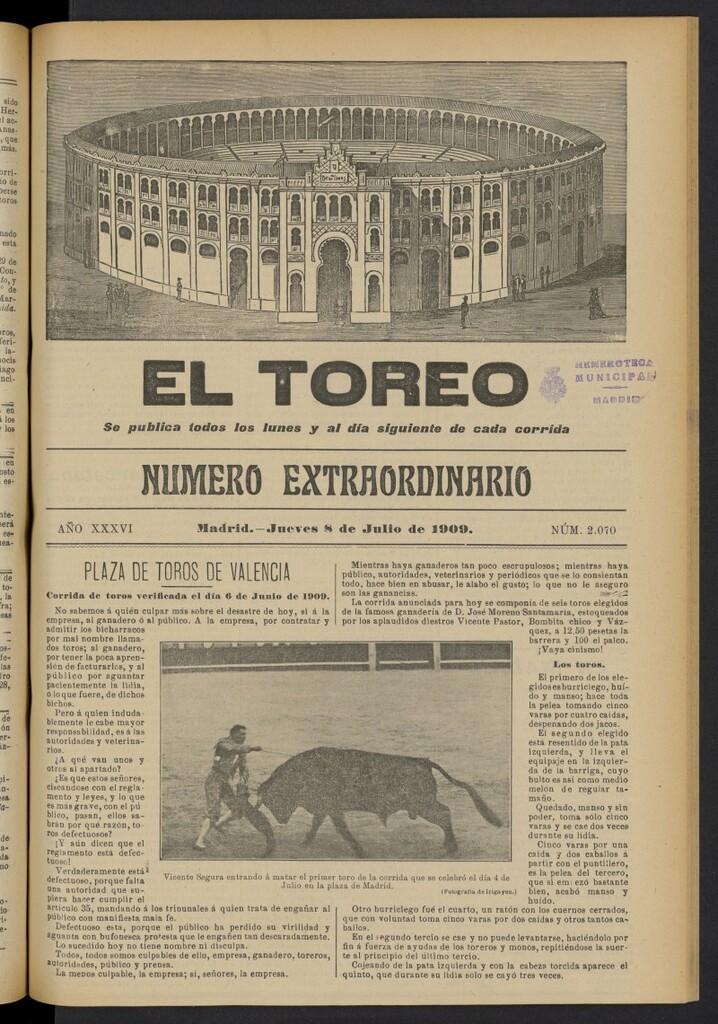 EL TOREO
HEMEROTECA
MUNICIPAL
MADRID
Se publica todos los lunes y al día siguiente de cada corrida
NUMERO EXTRAORDINARIO
AÑO XXXVI
Madrid.—Jueves 8 de Julio de 1909.
NÚM. 2.070
PLAZA DE TOROS DE VALENCIA
Corrida de toros verificada el día 6 de Junio de 1909.
No sabemos á quién culpar más sobre el desastre de hoy, si á la
empresa, al ganadero ó al público. A la empresa, por contratar y
admitir los bicharracos
por mal nombre llama-
dos toros; al ganadero,
por tener la poca apren-
sión de facturarlos, y al
público por aguantar
pacientemente la lidia,
ó lo que fuere, de dichos
bichos.
Pero á quien induda-
blemente le cabe mayor
responsabilidad, es á las
autoridades y veterina-
rios.
¿A qué van unos y
otros al apartado?
¿Es que estos señores,
ciscándose con el regla-
mento y leyes, y lo que
es más grave, con el pú-
blico, pasan, ellos sa-
brán por qué razón, to-
ros defectuosos?
¡Y aún dicen que el
reglamento está defec-
tuoso!
Verdaderamente está
defectuoso, porque falta
una autoridad que su-
piera hacer cumplir el
artículo 35, mandando á los tribunales á quien trata de engañar al
público con manifiesta mala fe.
Defectuoso está, porque el público ha perdido su virilidad y
aguanta con bufonesca protesta que le engañen tan descaradamente.
Lo sucedido hoy no tiene nombre ni disculpa.
Todos, todos somos culpables de ello, empresa, ganadero, toreros,
autoridades, público y prensa.
La menos culpable, la empresa; sí, señores, la empresa.
Mientras haya ganaderos tan poco escrupulosos; mientras haya
público, autoridades, veterinarios y periódicos que se lo consientan
todo, hace bien en abusar, le alabo el gusto; lo que no le aseguro
son las ganancias.
La corrida anunciada para hoy se componía de seis toros elegidos
de la famosa ganadería de D. José Moreno Santamaría, estoqueados
por los aplaudidos diestros Vicente Pastor, Bombita chico y Váz-
quez, á 12,50 pesetas la
barrera y 100 el palco.
¡Vaya cinismo!
Los toros.
El primero de los ele-
gidos es burriciego, huí-
do y manso; hace toda
la pelea tomando cinco
varas por cuatro caídas,
despenando dos jacos.
El segundo elegido
está resentido de la pata
izquierda, y lleva el
equipaje en la izquier-
da de la barriga, cuyo
bulto es así como medio
melón de regular ta-
maño.
Quedado, manso y sin
poder, toma sólo cinco
varas y se cae dos veces
durante su lidia.
Cinco varas por una
caída y dos caballos á
partir con el puntillero,
es la pelea del tercero,
que si empezó bastante
bien, acabó manso y
huído.
Otro burriciego fué el cuarto, un ratón con los cuernos cerrados,
que con voluntad toma cinco varas por dos caídas y otros tantos ca-
ballos.
En el segundo tercio se cae y no puede levantarse, haciéndolo por
fin á fuerza de ayudas de los toreros y monos, repitiéndose la suer-
te al principio del último tercio.
Cojeando de la pata izquierda y con la cabeza torcida aparece el
quinto, que durante su lidia sólo se cayó tres veces.
Vicente Segura entrando á matar el primer toro de la corrida que se celebró el día 4 de
Julio en la plaza de Madrid.
(Fotografía de Irigoyen.)